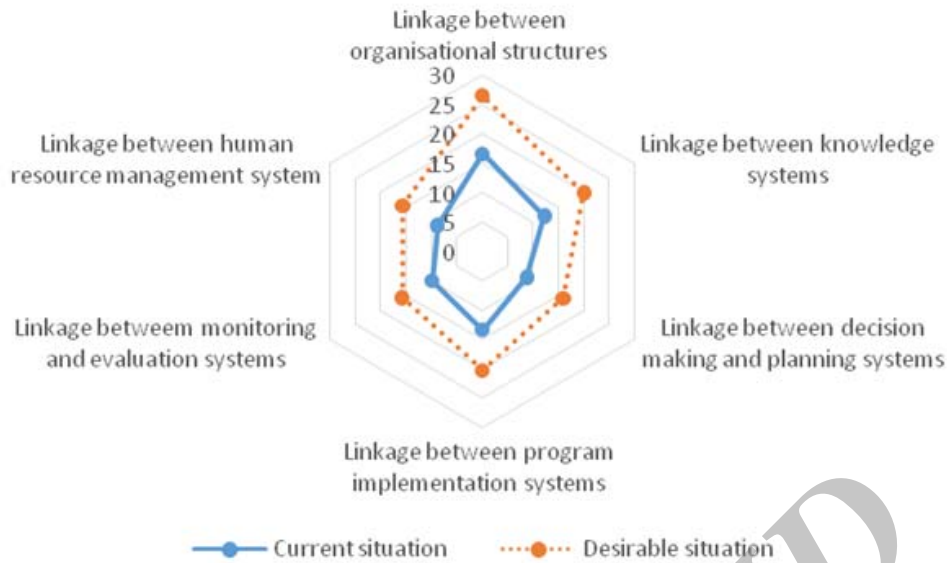 Linkage between
organisational structures
30
25
20
15
10
5
0
Linkage between human
resource management system
Linkage between knowledge
systems
Linkage betweem monitoring
and evaluation systems
Linkage between decision
making and planning systems
Linkage between program
implementation systems
Current situation
Desirable situation